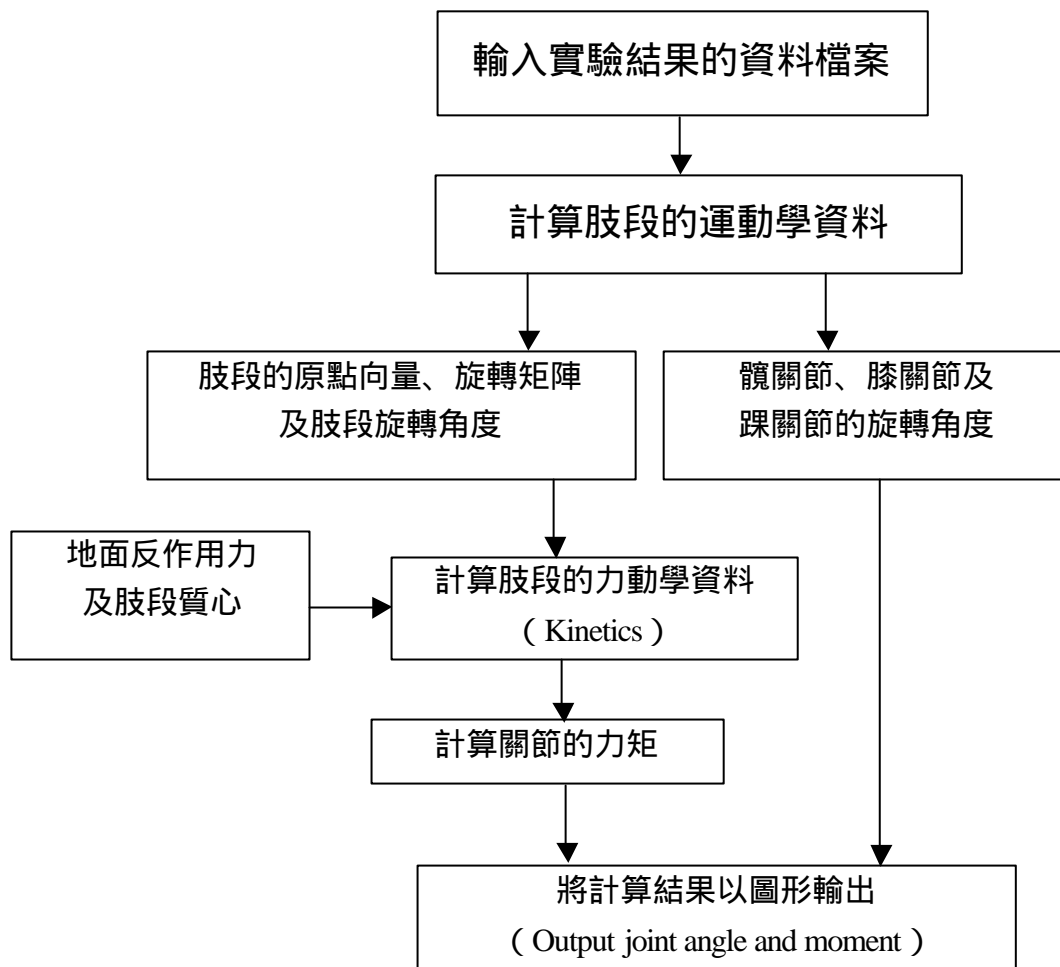 輸入實驗結果的資料檔案
計算肢段的運動學資料
肢段的原點向量、旋轉矩陣
及肢段旋轉角度
髖關節、膝關節及
踝關節的旋轉角度
地面反作用力
及肢段質心
計算肢段的力動學資料
（Kinetics）
計算關節的力矩
將計算結果以圖形輸出
（Output joint angle and moment）